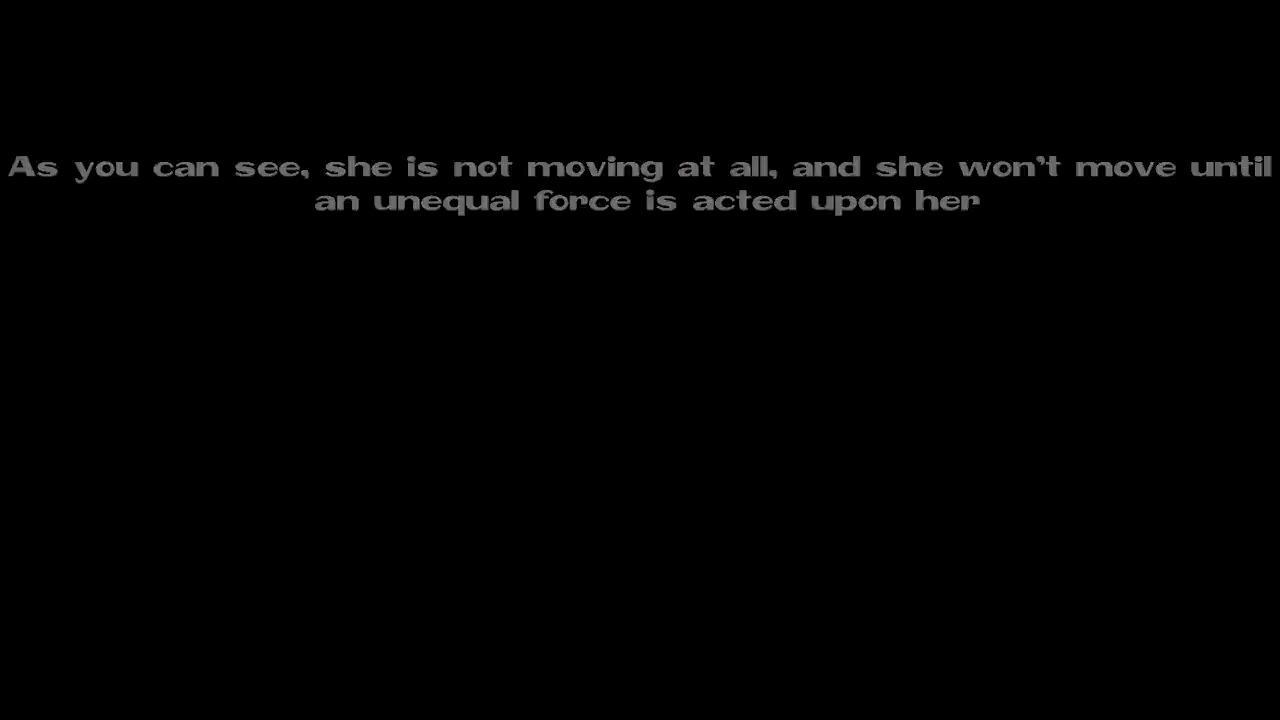 As you can see, she is not moving at all, and she won't move until
an unequal force is acted upon her